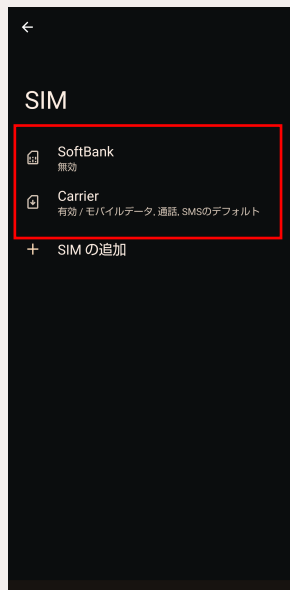 SIM
SoftBank
無効
Carrier
有効 / モバイルデータ, 通話, SMSのデフォルト
SIM の追加